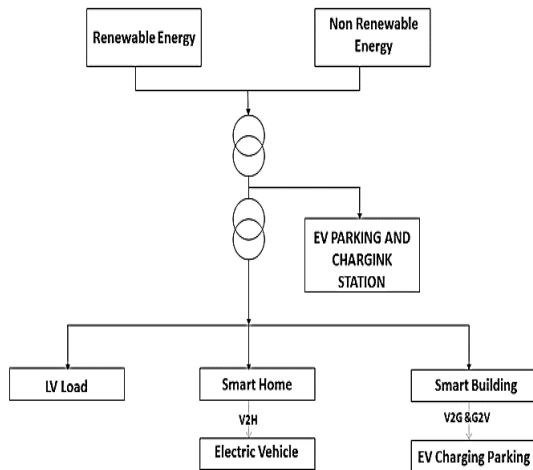 Renewable Energy
Non Renewable
Energy
EV PARKING AND
CHARGINK
STATION
LV Load
Smart Home
Smart Building
V2H
V2G &G2V
Electric Vehicle
EV Charging Parking